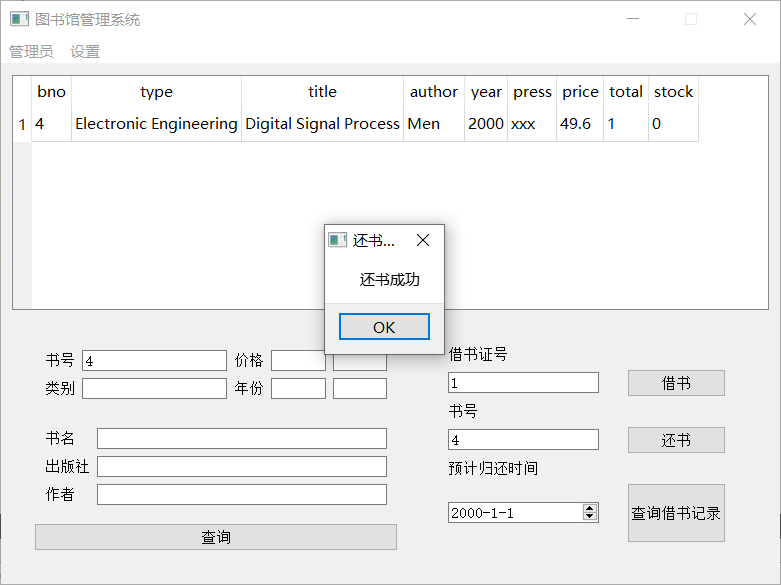 图书馆管理系统
管理员 设置
bno type title author year press price total stock
1 4 Electronic Engineering Digital Signal Process Men 2000 xxx 49.6 1 0
还书...
还书成功
OK
书号 4 价格
类别 年份
书名
出版社
作者
查询
借书证号
1 借书
书号
4 还书
预计归还时间
2000-1-1 查询借书记录